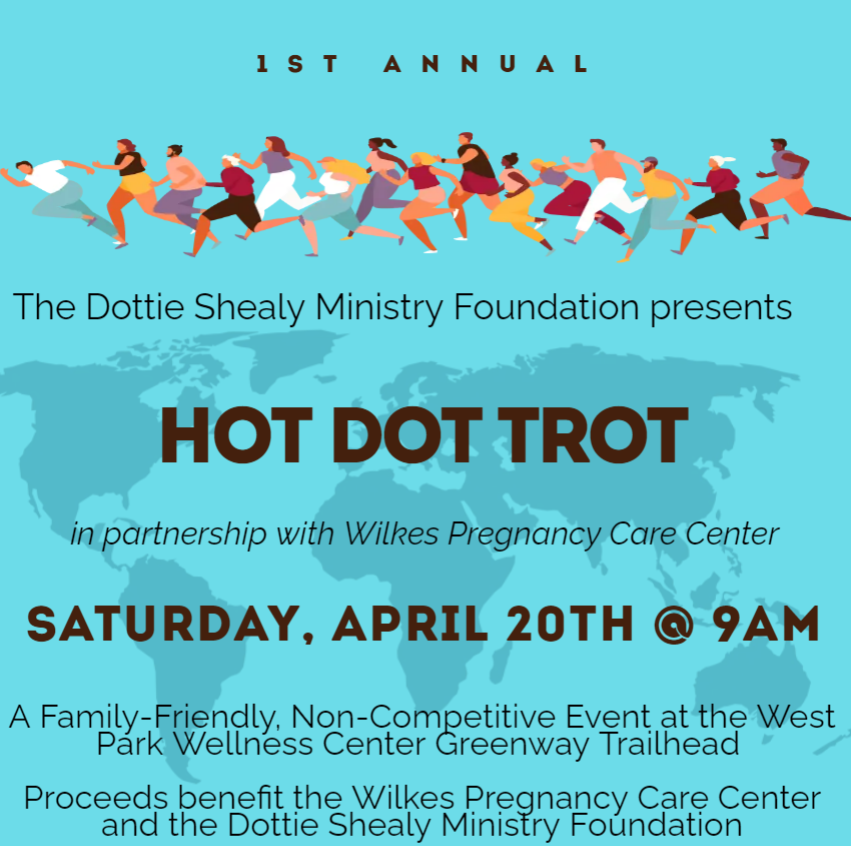 1ST ANNUAL
The Dottie Shealy Ministry Foundation presents
HOT DOT TROT
in partnership with Wilkes Pregnancy Care Center
SATURDAY, APRIL 20TH @ 9AM
A Family-Friendly, Non-Competitive Event at the West
Park Wellness Center Greenway Trailhead
Proceeds benefit the Wilkes Pregnancy Care Center
and the Dottie Shealy Ministry Foundation